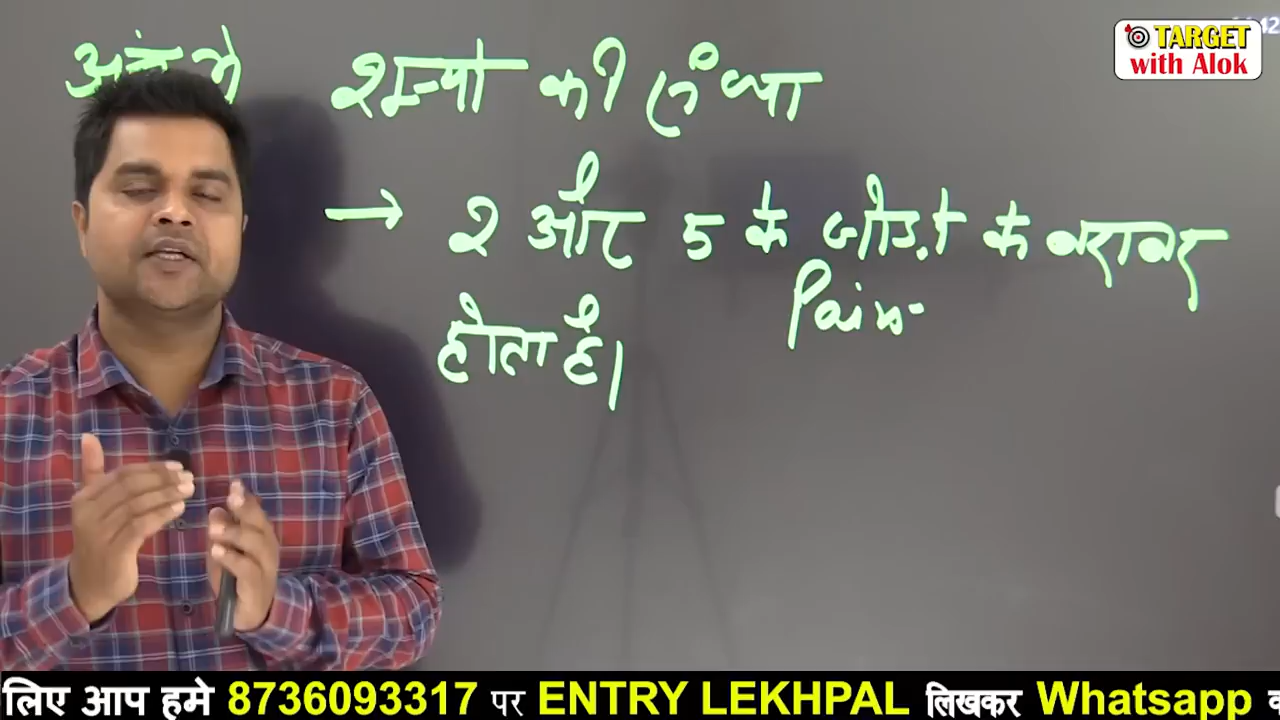 TARGET
with Alok
में शून्यों की संख्या
→ 2 और 5 के जोड़ो के बराबर
Pair
होता है।
लिए आप हमे 8736093317 पर ENTRY LEKHPAL लिखकर Whatsapp